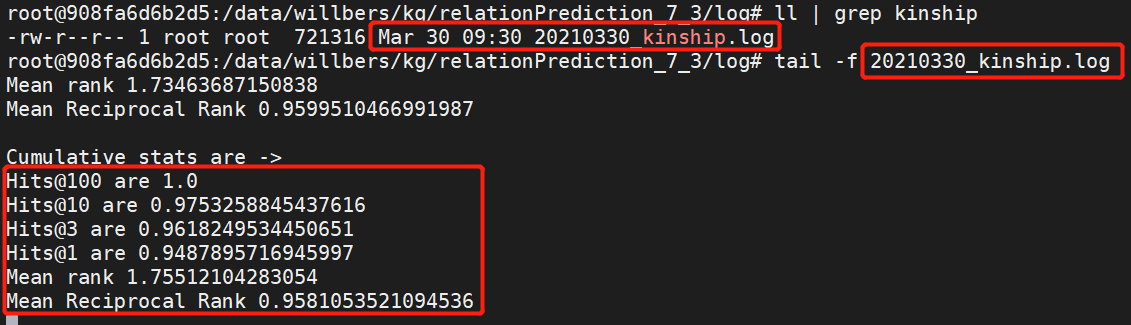 root@908fa6d6b2d5:/data/willbers/kg/relationPrediction_7_3/log# ll | grep kinship
-rw-r--r-- 1 root root  721316 Mar 30 09:30 20210330_kinship.log
root@908fa6d6b2d5:/data/willbers/kg/relationPrediction_7_3/log# tail -f 20210330_kinship.log
Mean rank 1.73463687150838
Mean Reciprocal Rank 0.9599510466991987
Cumulative stats are ->
Hits@100 are 1.0
Hits@10 are 0.9753258845437616
Hits@3 are 0.9618249534450651
Hits@1 are 0.9487895716945997
Mean rank 1.75512104283054
Mean Reciprocal Rank 0.9581053521094536